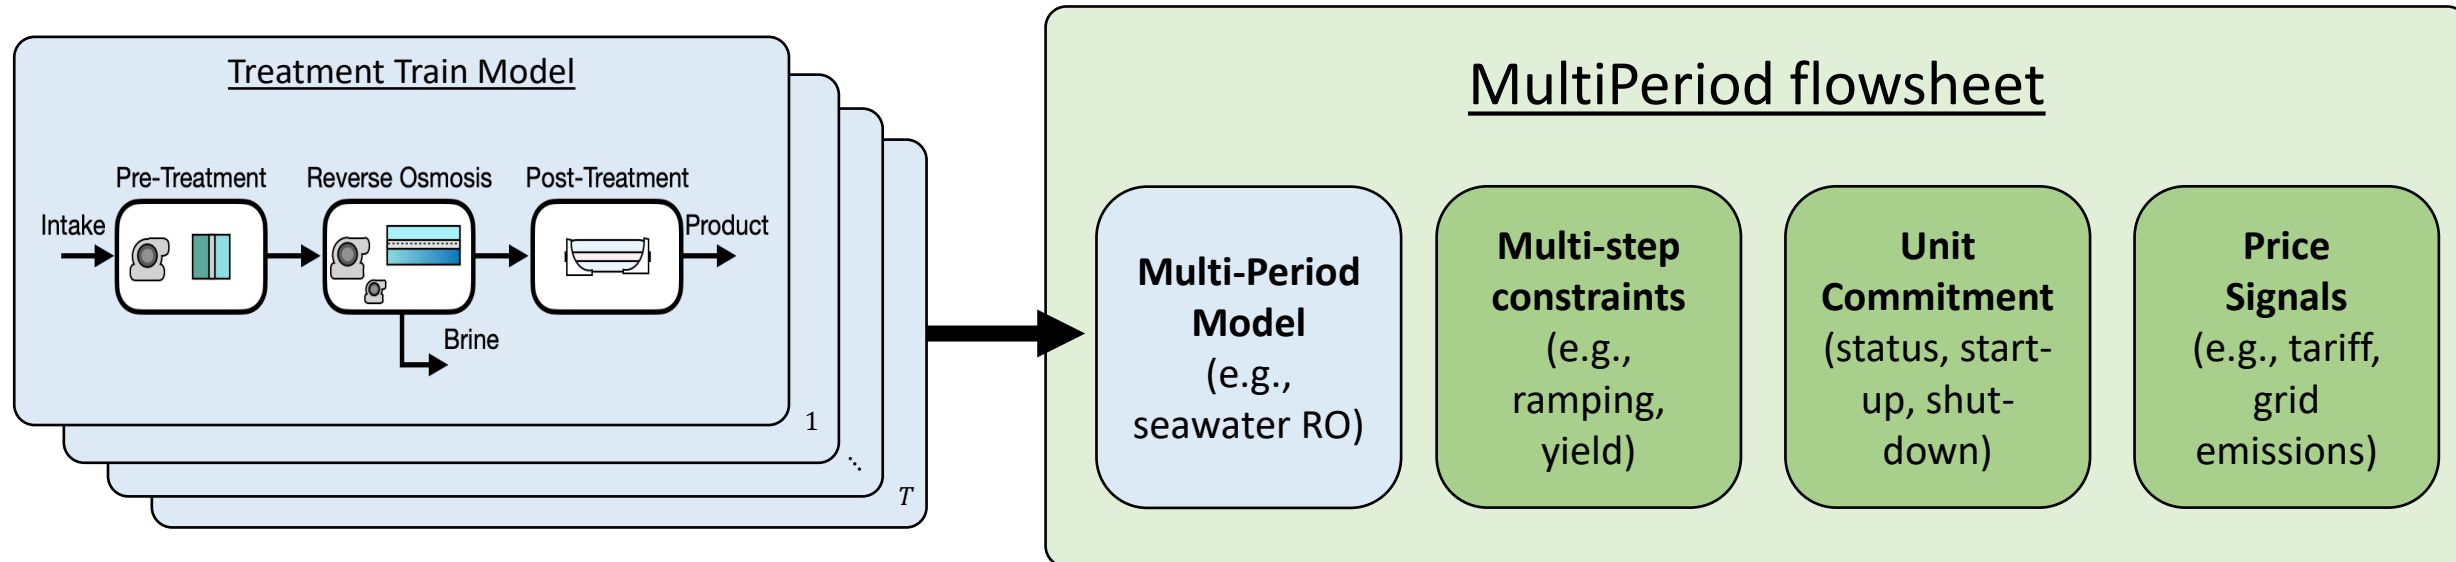 Treatment Train Model
Pre-Treatment
Reverse Osmosis
Post-Treatment
Intake
Product
Brine
1
⋱
T
MultiPeriod flowsheet
Multi-Period
Model
(e.g.,
seawater RO)
Multi-step
constraints
(e.g.,
ramping,
yield)
Unit
Commitment
(status, start-
up, shut-
down)
Price
Signals
(e.g., tariff,
grid
emissions)